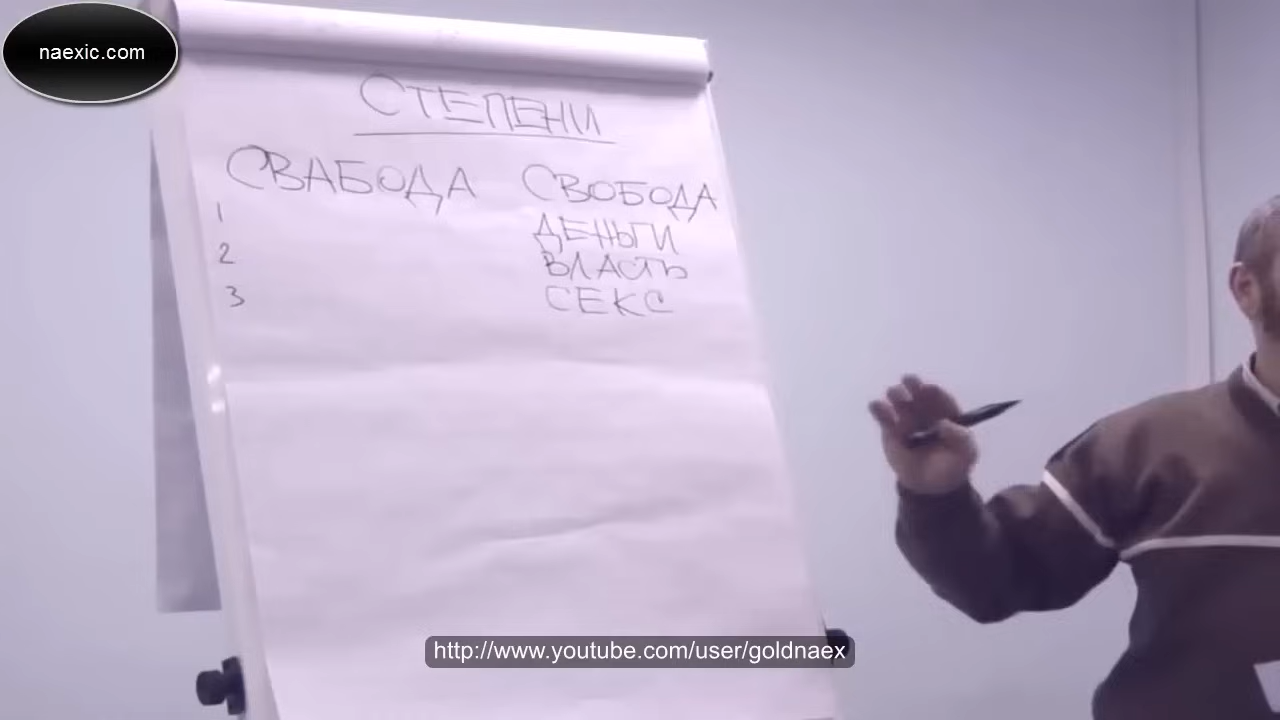 naexic.com
СТЕПЕНИ
СВАБОДА СВОБОДА
1 ДЕНЬГИ
2 ВЛАСТЬ
3 СЕКС
http://www.youtube.com/user/goldnaex